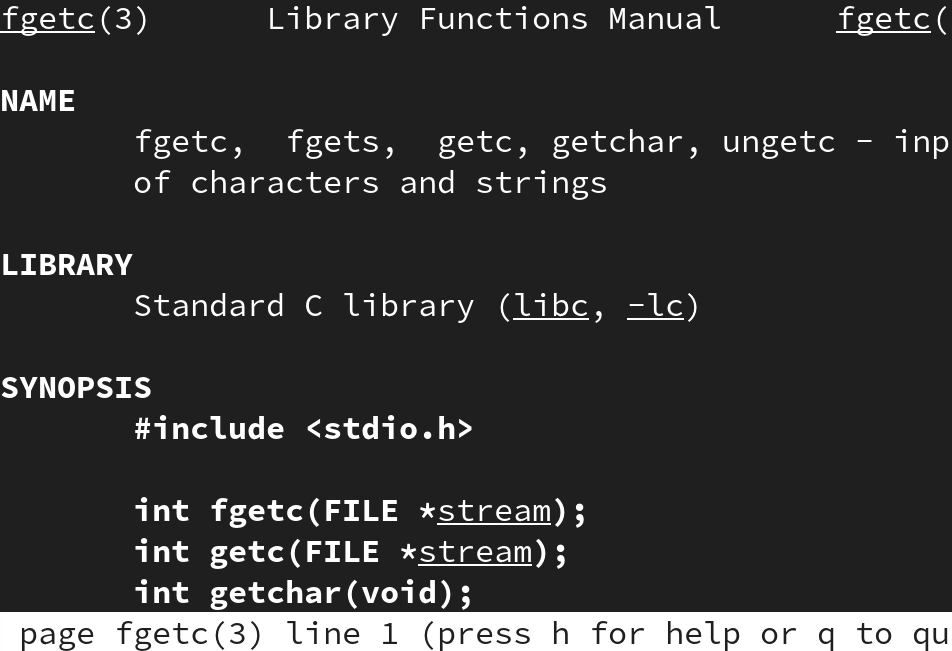 fgetc(3) Library Functions Manual fgetc(
NAME
fgetc, fgets, getc, getchar, ungetc - inp
of characters and strings
LIBRARY
Standard C library (libc, -lc)
SYNOPSIS
#include <stdio.h>
int fgetc(FILE *stream);
int getc(FILE *stream);
int getchar(void);
page fgetc(3) line 1 (press h for help or q to qu